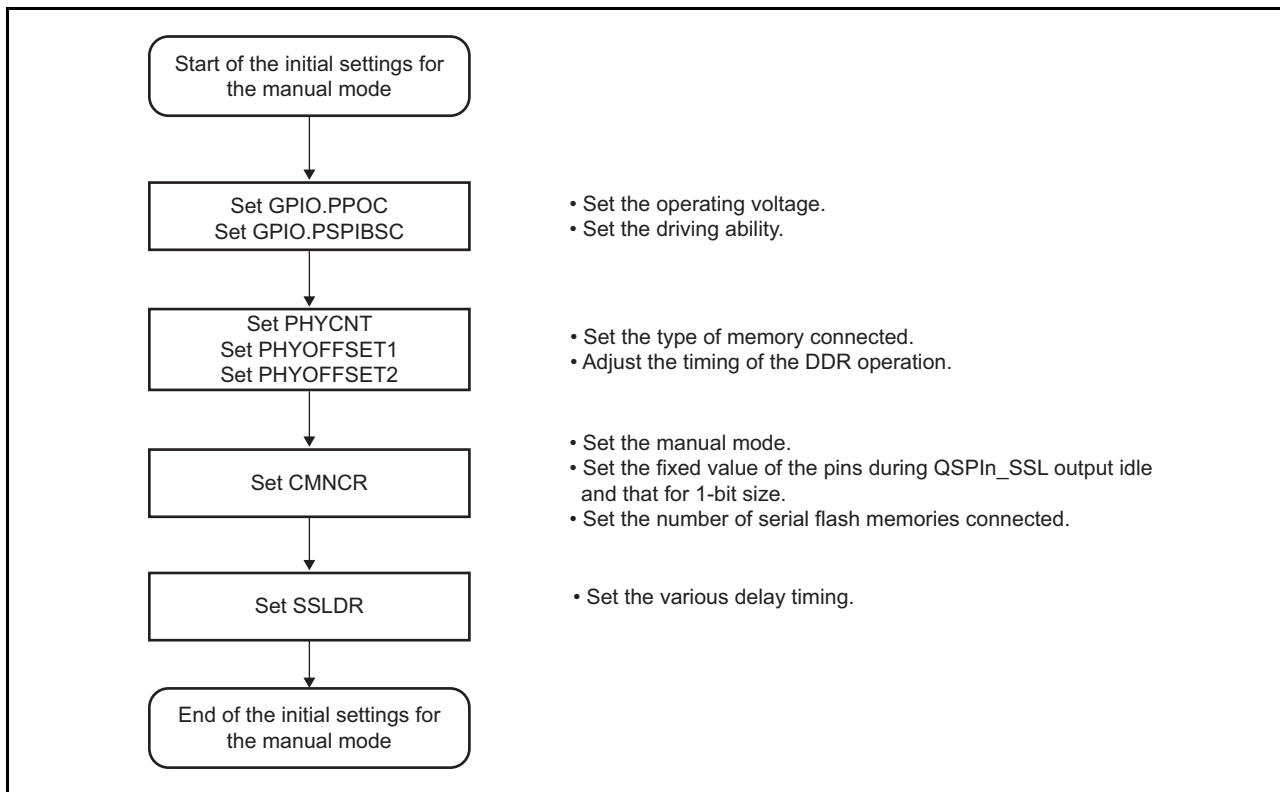 Start of the initial settings for
the manual mode
Set GPIO.PPOC
Set GPIO.PSPIBSC
• Set the operating voltage.
• Set the driving ability.
Set PHYCNT
Set PHYOFFSET1
Set PHYOFFSET2
• Set the type of memory connected.
• Adjust the timing of the DDR operation.
Set CMNCR
• Set the manual mode.
• Set the fixed value of the pins during QSPIn_SSL output idle
and that for 1-bit size.
• Set the number of serial flash memories connected.
Set SSLDR
• Set the various delay timing.
End of the initial settings for
the manual mode